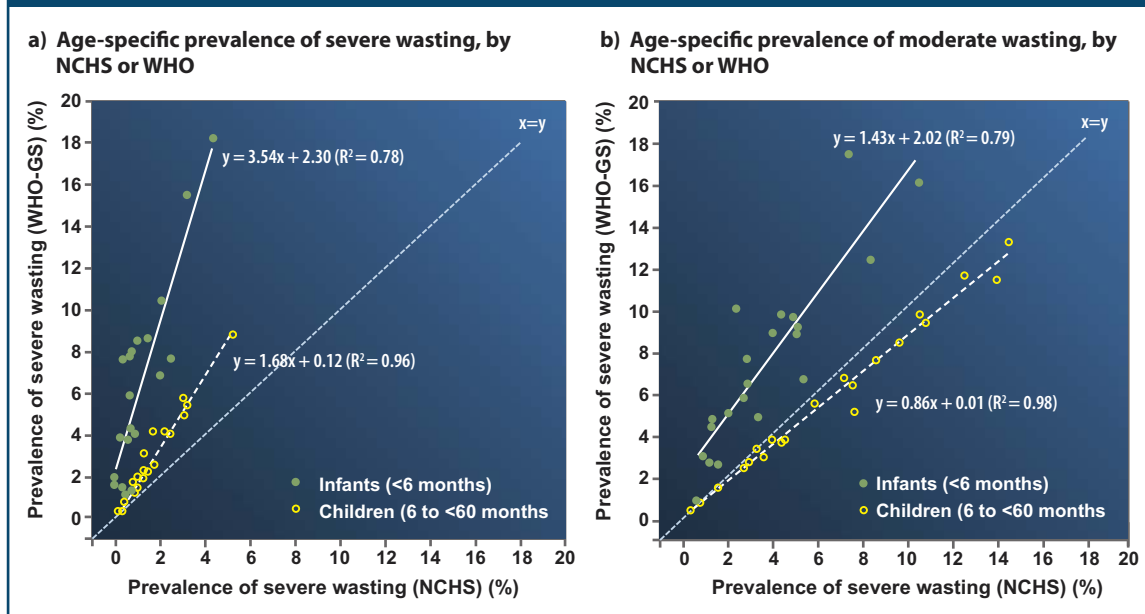 a) Age-specific prevalence of severe wasting, by
NCHS or WHO
Prevalence of severe wasting (WHO-GS) (%)
20
18
16
14
12
10
8
6
4
2
0
x=y
y = 3.54x + 2.30 (R² = 0.78)
y = 1.68x + 0.12 (R² = 0.96)
Infants (<6 months)
Children (6 to <60 months
0 2 4 6 8 10 12 14 16 18 20
Prevalence of severe wasting (NCHS) (%)
b) Age-specific prevalence of moderate wasting, by
NCHS or WHO
Prevalence of severe wasting (WHO-GS) (%)
20
18
16
14
12
10
8
6
4
2
0
x=y
y = 1.43x + 2.02 (R² = 0.79)
y = 0.86x + 0.01 (R² = 0.98)
Infants (<6 months)
Children (6 to <60 months
0 2 4 6 8 10 12 14 16 18 20
Prevalence of severe wasting (NCHS) (%)